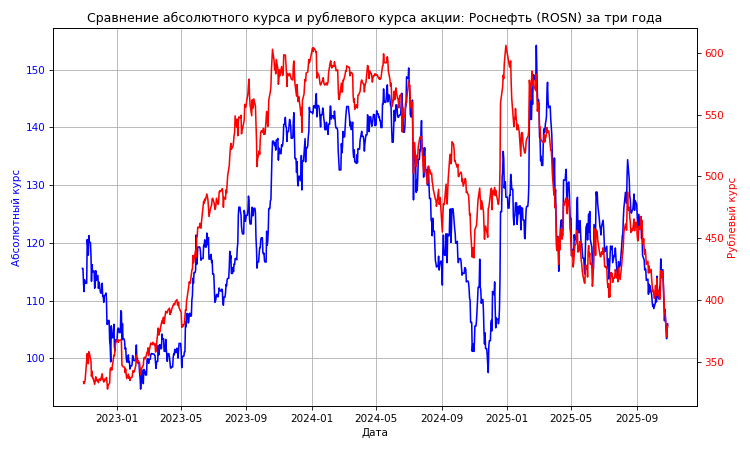 Сравнение абсолютного курса и рублевого курса акции: Роснефть (ROSN) за три года
Абсолютный курс
150
140
130
120
110
100
600
550
500
450
400
350
Рублевый курс
2023-01 2023-05 2023-09 2024-01 2024-05 2024-09 2025-01 2025-05 2025-09
Дата